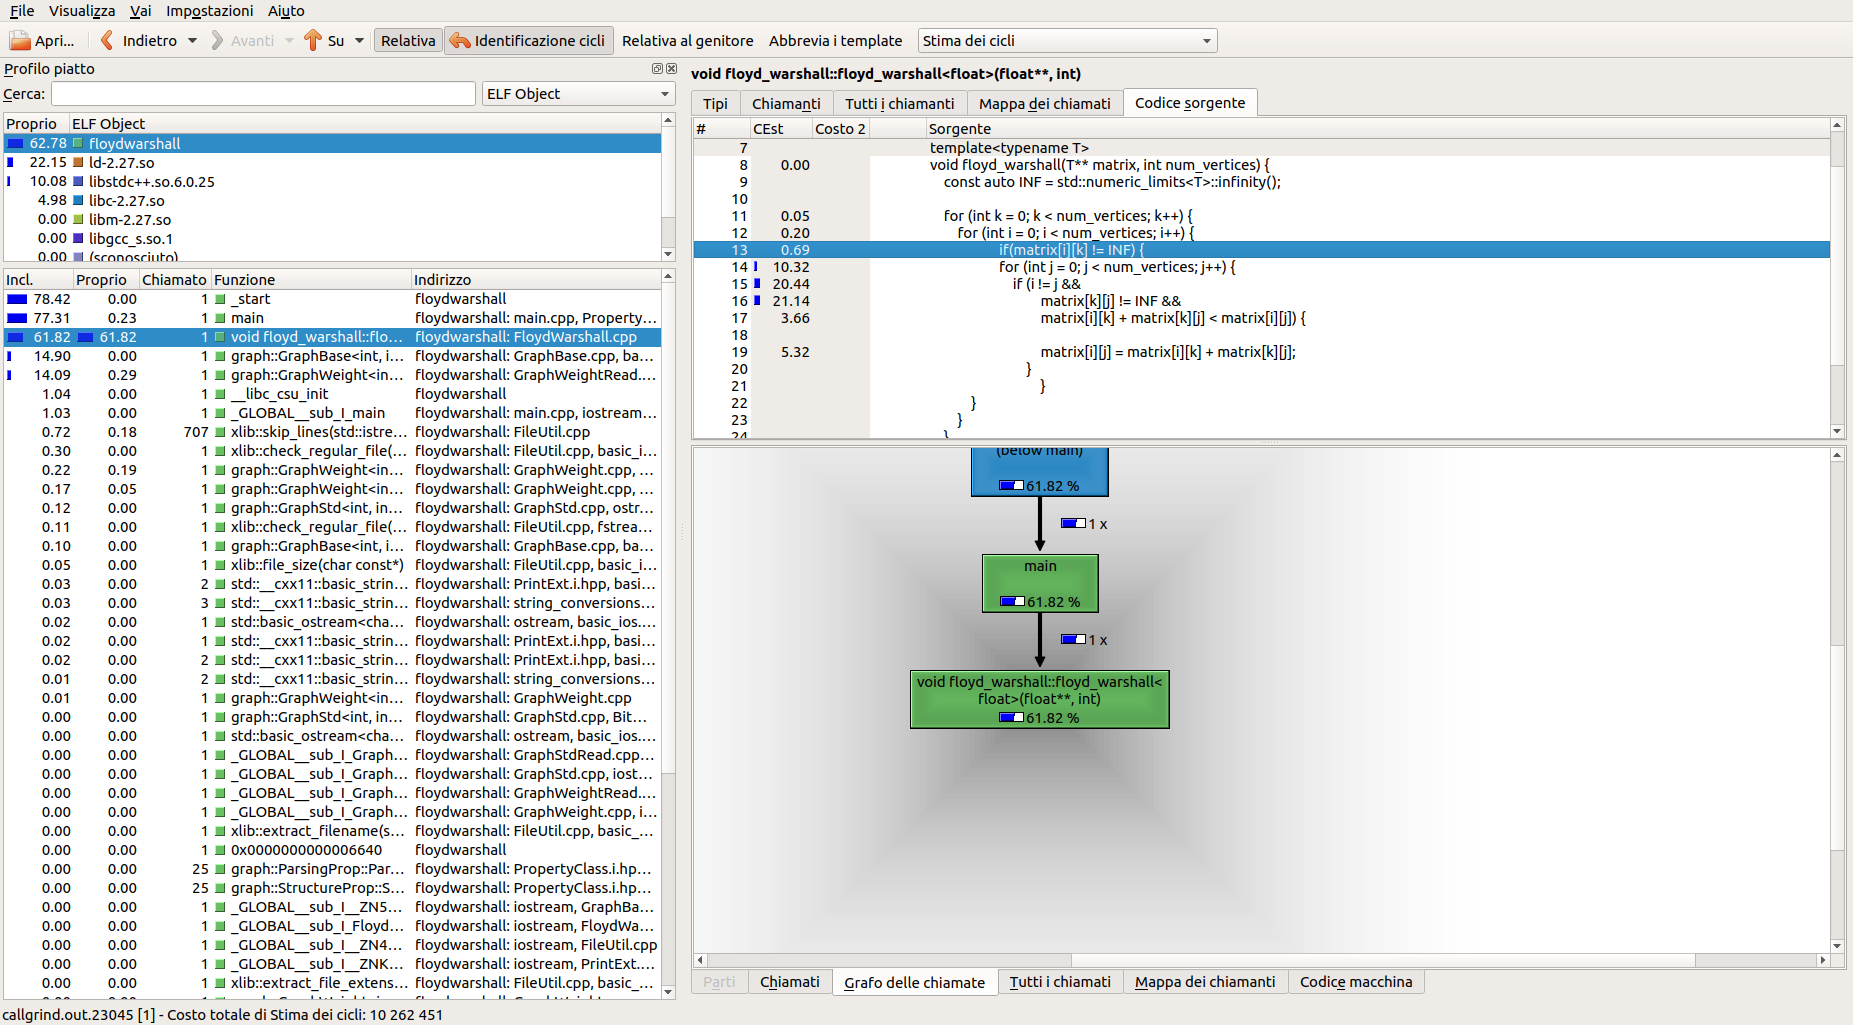 File Visualizza Vai Impostazioni Aiuto
Apri... Indietro Avanti Su Relativa Identificazione cicli Relativa al genitore Abbrevia i template Stima dei cicli
Profilo piatto
Cerca: ELF Object
Proprio ELF Object
62.78 floydwarshall
22.15 ld-2.27.so
10.08 libstdc++.so.6.0.25
4.98 libc-2.27.so
0.00 libm-2.27.so
0.00 libgcc_s.so.1
0.00 (sconosciuto)
Incl. Proprio Chiamato Funzione Indirizzo
78.42 0.00 1 _start floydwarshall
77.31 0.23 1 main floydwarshall: main.cpp, Property...
61.82 61.82 1 void floyd_warshall::flo... floydwarshall: FloydWarshall.cpp
14.90 0.00 1 graph::GraphBase<int, i... floydwarshall: GraphBase.cpp, ba...
14.09 0.29 1 graph::GraphWeight<in... floydwarshall: GraphWeightRead....
1.04 0.00 1 __libc_csu_init floydwarshall
1.03 0.00 1 _GLOBAL__sub_I_main floydwarshall: main.cpp, iostream...
0.72 0.18 707 xlib::skip_lines(std::istre... floydwarshall: FileUtil.cpp
0.30 0.00 1 xlib::check_regular_file(... floydwarshall: FileUtil.cpp, basic_i...
0.22 0.19 1 graph::GraphWeight<in... floydwarshall: GraphWeight.cpp, ...
0.17 0.05 1 graph::GraphWeight<in... floydwarshall: GraphWeight.cpp, ...
0.12 0.00 1 graph::GraphStd<int, in... floydwarshall: GraphStd.cpp, ostr...
0.11 0.00 1 xlib::check_regular_file(... floydwarshall: FileUtil.cpp, fstrea...
0.10 0.00 1 graph::GraphBase<int, i... floydwarshall: GraphBase.cpp, ba...
0.05 0.00 1 xlib::file_size(char const*) floydwarshall: FileUtil.cpp, basic_i...
0.03 0.00 2 std::__cxx11::basic_strin... floydwarshall: PrintExt.i.hpp, basi...
0.03 0.00 3 std::__cxx11::basic_strin... floydwarshall: string_conversions...
0.02 0.00 1 std::basic_ostream<cha... floydwarshall: ostream, basic_ios....
0.02 0.00 1 std::__cxx11::basic_strin... floydwarshall: PrintExt.i.hpp, basi...
0.02 0.00 2 std::__cxx11::basic_strin... floydwarshall: PrintExt.i.hpp, basi...
0.01 0.00 2 std::__cxx11::basic_strin... floydwarshall: string_conversions...
0.01 0.00 1 graph::GraphWeight<in... floydwarshall: GraphWeight.cpp
0.00 0.00 1 graph::GraphStd<int, in... floydwarshall: GraphStd.cpp, Bit...
0.00 0.00 1 std::basic_ostream<cha... floydwarshall: ostream, basic_ios....
0.00 0.00 1 _GLOBAL__sub_I_Graph... floydwarshall: GraphStdRead.cpp...
0.00 0.00 1 _GLOBAL__sub_I_Graph... floydwarshall: GraphStd.cpp, iost...
0.00 0.00 1 _GLOBAL__sub_I_Graph... floydwarshall: GraphWeightRead....
0.00 0.00 1 _GLOBAL__sub_I_Graph... floydwarshall: GraphWeight.cpp, i...
0.00 0.00 1 xlib::extract_filename(s... floydwarshall: FileUtil.cpp, basic_...
0.00 0.00 1 0x0000000000006640 floydwarshall
0.00 0.00 25 graph::ParsingProp::Par... floydwarshall: PropertyClass.i.hp...
0.00 0.00 25 graph::StructureProp::S... floydwarshall: PropertyClass.i.hp...
0.00 0.00 1 _GLOBAL__sub_I__ZN5... floydwarshall: iostream, GraphBa...
0.00 0.00 1 _GLOBAL__sub_I_Floyd... floydwarshall: iostream, FloydWa...
0.00 0.00 1 _GLOBAL__sub_I__ZN4... floydwarshall: iostream, FileUtil.cpp
0.00 0.00 1 _GLOBAL__sub_I__ZNK... floydwarshall: iostream, PrintExt....
0.00 0.00 1 xlib::extract_file_extens... floydwarshall: FileUtil.cpp, basic_...
void floyd_warshall::floyd_warshall<float>(float**, int)
Tipi Chiamanti Tutti i chiamanti Mappa dei chiamati Codice sorgente
# CEst Costo 2 Sorgente
7 template<typename T>
8 0.00 void floyd_warshall(T** matrix, int num_vertices) {
9 const auto INF = std::numeric_limits<T>::infinity();
10
11 0.05 for (int k = 0; k < num_vertices; k++) {
12 0.20 for (int i = 0; i < num_vertices; i++) {
13 0.69 if(matrix[i][k] != INF) {
14 10.32 for (int j = 0; j < num_vertices; j++) {
15 20.44 if (i != j &&
16 21.14 matrix[k][j] != INF &&
17 3.66 matrix[i][k] + matrix[k][j] < matrix[i][j]) {
18
19 5.32 matrix[i][j] = matrix[i][k] + matrix[k][j];
20 }
21 }
22 }
23 }
24 }
(below main)
61.82 %
1 x
main
61.82 %
1 x
void floyd_warshall::floyd_warshall<
float>(float**, int)
61.82 %
Parti Chiamati Grafo delle chiamate Tutti i chiamati Mappa dei chiamanti Codice macchina
callgrind.out.23045 [1] - Costo totale di Stima dei cicli: 10 262 451